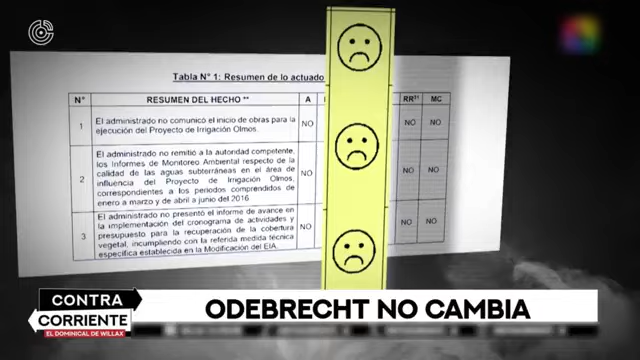 Tabla N° 1: Resumen de lo actuado
N° RESUMEN DEL HECHO ** A RR³¹ MC
1 El administrado no comunicó el inicio de obras para la NO NO NO
ejecución del Proyecto de Irrigación Olmos.
El administrado no remitió a la autoridad competente,
los Informes de Monitoreo Ambiental respecto de la
2 calidad de las aguas subterráneas en el área de NO NO NO
influencia del Proyecto de Irrigación Olmos,
correspondientes a los periodos comprendidos de
enero a marzo y de abril a junio del 2016
El administrado no presentó el informe de avance en
la implementación del cronograma de actividades y
3 presupuesto para la recuperación de la cobertura NO NO NO
vegetal, incumpliendo con la referida medida técnica
específica establecida en la Modificación del EIA.
CONTRA
CORRIENTE
EL DOMINICAL DE WILLAX
ODEBRECHT NO CAMBIA